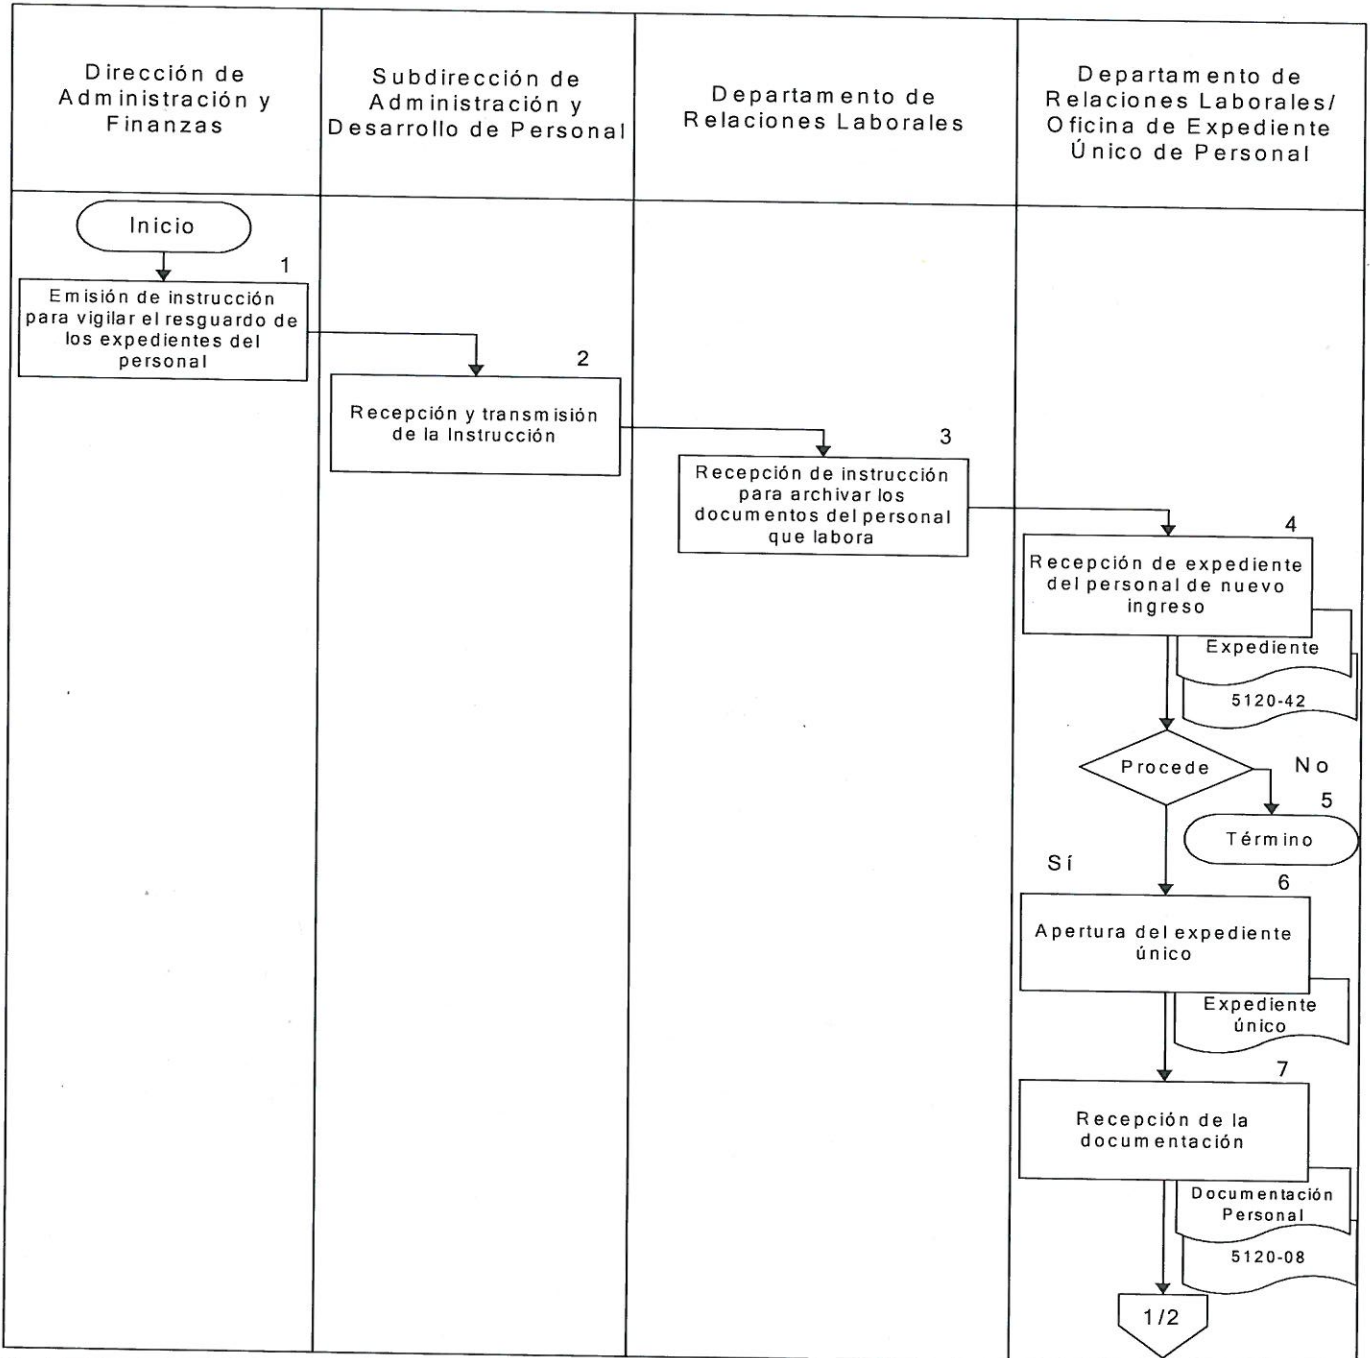 Dirección de
Administración y
Finanzas
Subdirección de
Administración y
Desarrollo de Personal
Departamento de
Relaciones Laborales
Departamento de
Relaciones Laborales/
Oficina de Expediente
Único de Personal
Inicio
1
Emisión de instrucción
para vigilar el resguardo de
los expedientes del
personal
2
Recepción y transmisión
de la Instrucción
3
Recepción de instrucción
para archivar los
documentos del personal
que labora
4
Recepción de expediente
del personal de nuevo
ingreso
Expediente
5120-42
Procede
No
5
Término
Sí
6
Apertura del expediente
único
Expediente
único
7
Recepción de la
documentación
Documentación
Personal
5120-08
1/2